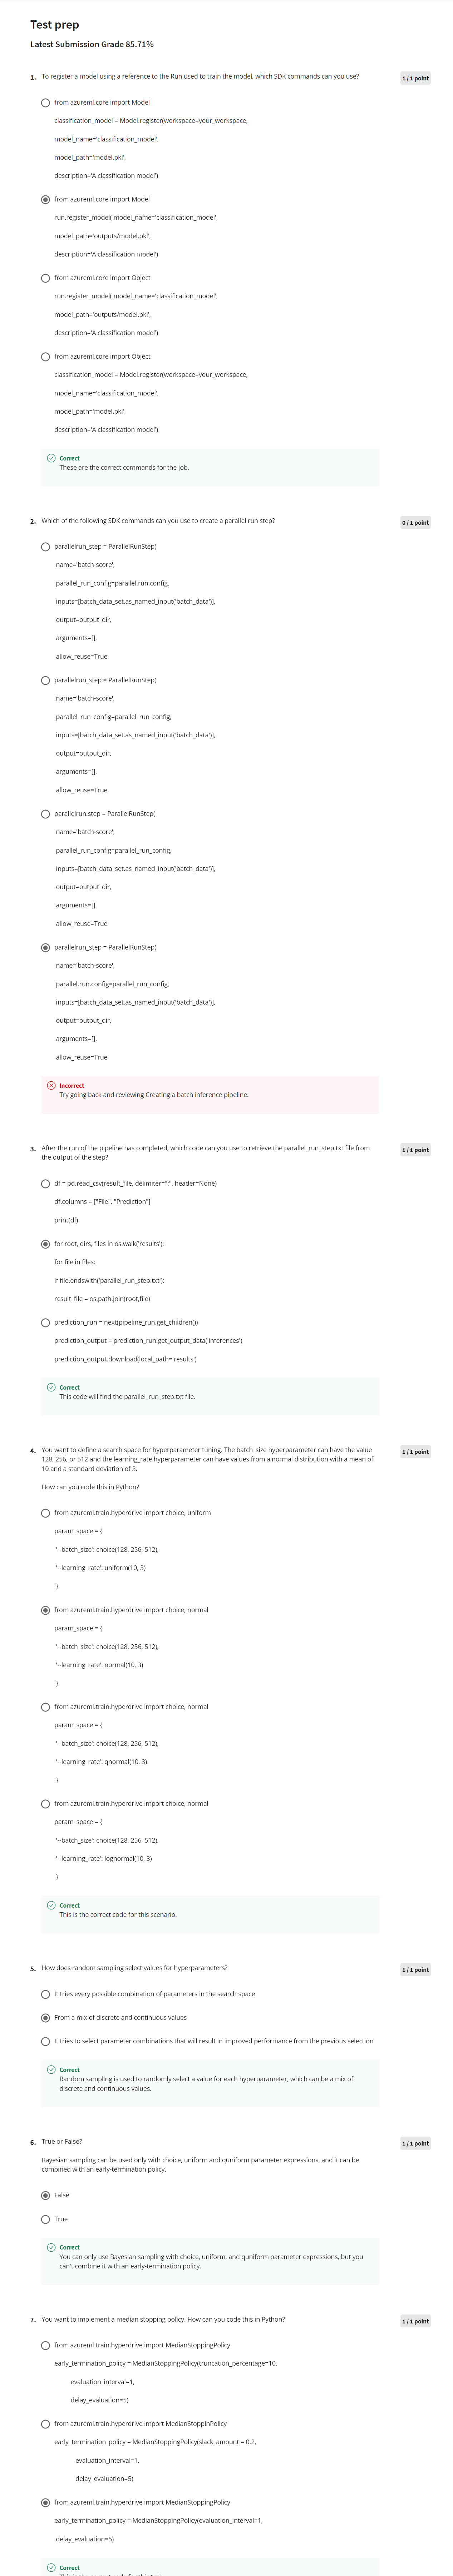 Test prep
Latest Submission Grade 85.71%
1. To register a model using a reference to the Run used to train the model, which SDK commands can you use?
1 / 1 point
from azureml.core import Model
classification_model = Model.register(workspace=your_workspace,
model_name='classification_model',
model_path='model.pkl',
description='A classification model')
from azureml.core import Model
run.register_model( model_name='classification_model',
model_path='outputs/model.pkl',
description='A classification model')
from azureml.core import Object
run.register_model( model_name='classification_model',
model_path='outputs/model.pkl',
description='A classification model')
from azureml.core import Object
classification_model = Model.register(workspace=your_workspace,
model_name='classification_model',
model_path='model.pkl',
description='A classification model')
Correct
These are the correct commands for the job.
2. Which of the following SDK commands can you use to create a parallel run step?
0 / 1 point
parallelrun_step = ParallelRunStep(
name='batch-score',
parallel_run_config=parallel.run.config,
inputs=[batch_data_set.as_named_input('batch_data')],
output=output_dir,
arguments=[],
allow_reuse=True
parallelrun_step = ParallelRunStep(
name='batch-score',
parallel_run_config=parallel_run_config,
inputs=[batch_data_set.as_named_input('batch_data')],
output=output_dir,
arguments=[],
allow_reuse=True
parallelrun.step = ParallelRunStep(
name='batch-score',
parallel_run_config=parallel_run_config,
inputs=[batch_data_set.as_named_input('batch_data')],
output=output_dir,
arguments=[],
allow_reuse=True
parallelrun_step = ParallelRunStep(
name='batch-score',
parallel.run.config=parallel_run_config,
inputs=[batch_data_set.as_named_input('batch_data')],
output=output_dir,
arguments=[],
allow_reuse=True
Incorrect
Try going back and reviewing Creating a batch inference pipeline.
3. After the run of the pipeline has completed, which code can you use to retrieve the parallel_run_step.txt file from
the output of the step?
1 / 1 point
df = pd.read_csv(result_file, delimiter=":", header=None)
df.columns = ["File", "Prediction"]
print(df)
for root, dirs, files in os.walk('results'):
for file in files:
if file.endswith('parallel_run_step.txt'):
result_file = os.path.join(root,file)
prediction_run = next(pipeline_run.get_children())
prediction_output = prediction_run.get_output_data('inferences')
prediction_output.download(local_path='results')
Correct
This code will find the parallel_run_step.txt file.
4. You want to define a search space for hyperparameter tuning. The batch_size hyperparameter can have the value
128, 256, or 512 and the learning_rate hyperparameter can have values from a normal distribution with a mean of
10 and a standard deviation of 3.
1 / 1 point
How can you code this in Python?
from azureml.train.hyperdrive import choice, uniform
param_space = {
'--batch_size': choice(128, 256, 512),
'--learning_rate': uniform(10, 3)
}
from azureml.train.hyperdrive import choice, normal
param_space = {
'--batch_size': choice(128, 256, 512),
'--learning_rate': normal(10, 3)
}
from azureml.train.hyperdrive import choice, normal
param_space = {
'--batch_size': choice(128, 256, 512),
'--learning_rate': qnormal(10, 3)
}
from azureml.train.hyperdrive import choice, normal
param_space = {
'--batch_size': choice(128, 256, 512),
'--learning_rate': lognormal(10, 3)
}
Correct
This is the correct code for this scenario.
5. How does random sampling select values for hyperparameters?
1 / 1 point
It tries every possible combination of parameters in the search space
From a mix of discrete and continuous values
It tries to select parameter combinations that will result in improved performance from the previous selection
Correct
Random sampling is used to randomly select a value for each hyperparameter, which can be a mix of
discrete and continuous values.
6. True or False?
1 / 1 point
Bayesian sampling can be used only with choice, uniform and quniform parameter expressions, and it can be
combined with an early-termination policy.
False
True
Correct
You can only use Bayesian sampling with choice, uniform, and quniform parameter expressions, but you
can't combine it with an early-termination policy.
7. You want to implement a median stopping policy. How can you code this in Python?
1 / 1 point
from azureml.train.hyperdrive import MedianStoppingPolicy
early_termination_policy = MedianStoppingPolicy(truncation_percentage=10,
evaluation_interval=1,
delay_evaluation=5)
from azureml.train.hyperdrive import MedianStoppinPolicy
early_termination_policy = MedianStoppingPolicy(slack_amount = 0.2,
evaluation_interval=1,
delay_evaluation=5)
from azureml.train.hyperdrive import MedianStoppingPolicy
early_termination_policy = MedianStoppingPolicy(evaluation_interval=1,
delay_evaluation=5)
Correct